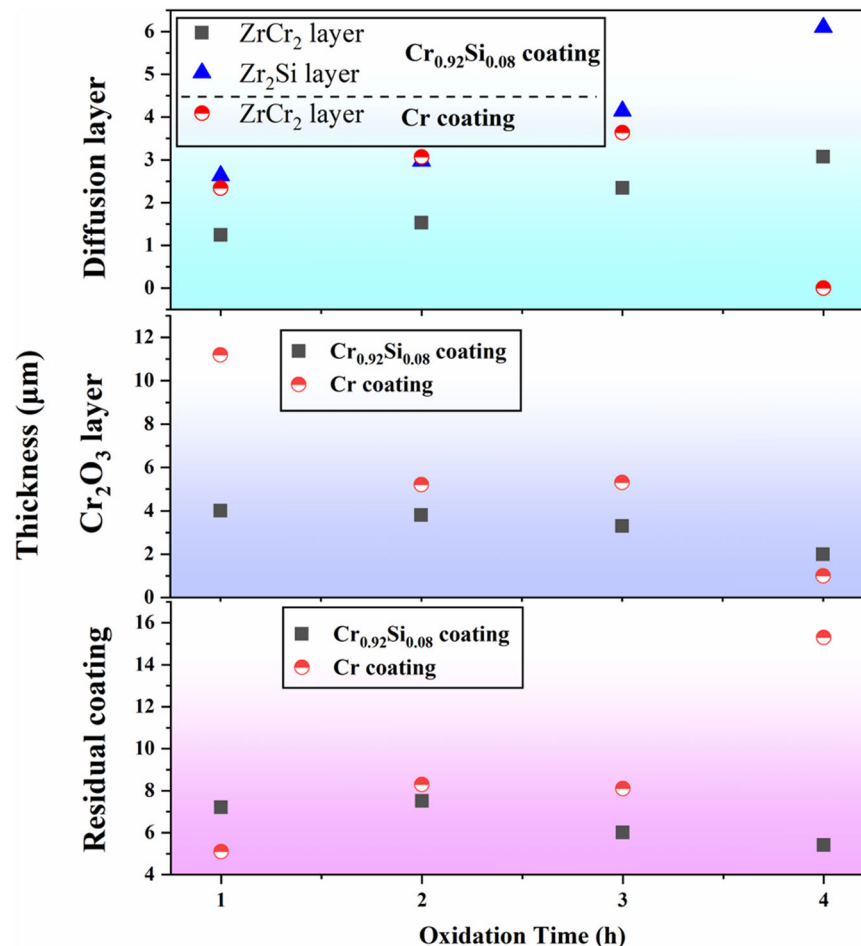 Thickness (μm)
Diffusion layer
6
5
4
3
2
1
0
ZrCr₂ layer
Zr₂Si layer
Cr₀.₉₂Si₀.₀₈ coating
ZrCr₂ layer
Cr coating
Cr₂O₃ layer
12
10
8
6
4
2
0
Cr₀.₉₂Si₀.₀₈ coating
Cr coating
Residual coating
16
14
12
10
8
6
4
Cr₀.₉₂Si₀.₀₈ coating
Cr coating
1 2 3 4
Oxidation Time (h)